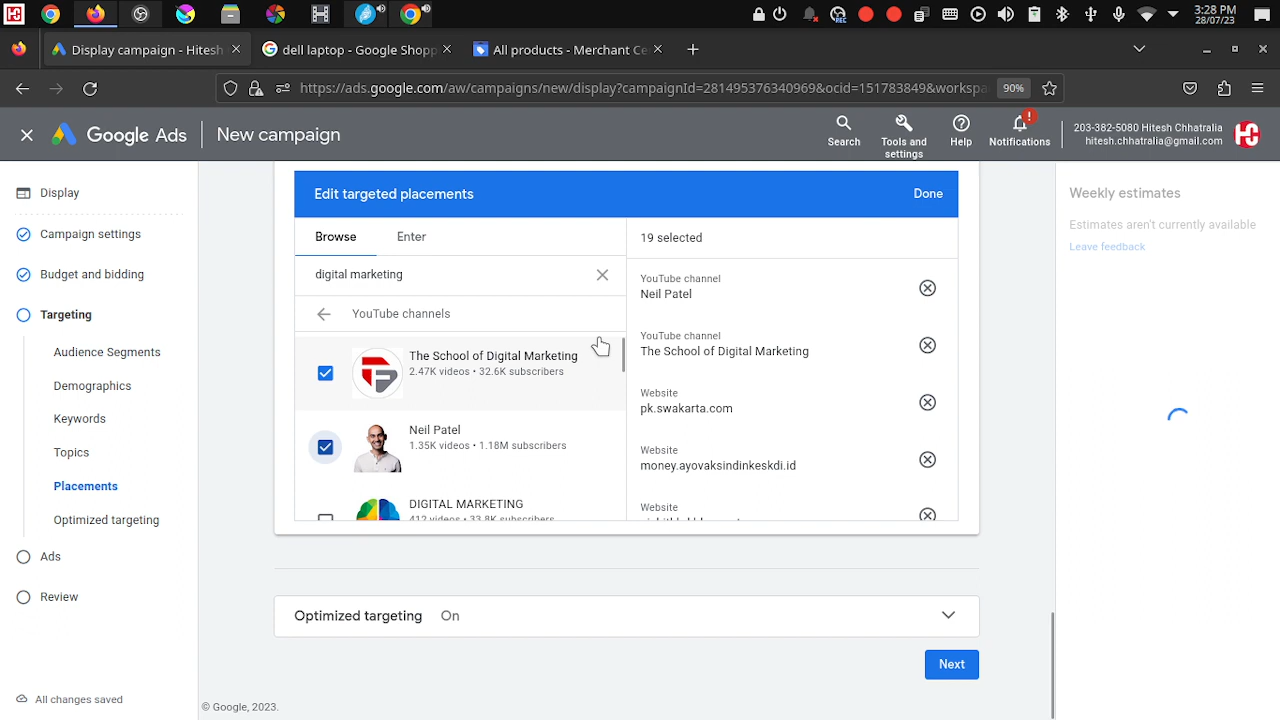 3:28 PM
28/07/23
Display campaign - Hitesh
dell laptop - Google Shopp
All products - Merchant Ce
https://ads.google.com/aw/campaigns/new/display?campaignId=281495376340969&ocid=151783849&workspa
90%
Google Ads
New campaign
Search
Tools and settings
Help
Notifications
203-382-5080 Hitesh Chhatralia
hitesh.chhatralia@gmail.com
Display
Campaign settings
Budget and bidding
Targeting
Audience Segments
Demographics
Keywords
Topics
Placements
Optimized targeting
Ads
Review
All changes saved
Edit targeted placements
Done
Browse
Enter
digital marketing
YouTube channels
The School of Digital Marketing
2.47K videos • 32.6K subscribers
Neil Patel
1.35K videos • 1.18M subscribers
DIGITAL MARKETING
412 videos • 33.8K subscribers
19 selected
YouTube channel
Neil Patel
YouTube channel
The School of Digital Marketing
Website
pk.swakarta.com
Website
money.ayovaksindinkeskdi.id
Website
Optimized targeting On
Next
© Google, 2023.
Weekly estimates
Estimates aren't currently available
Leave feedback